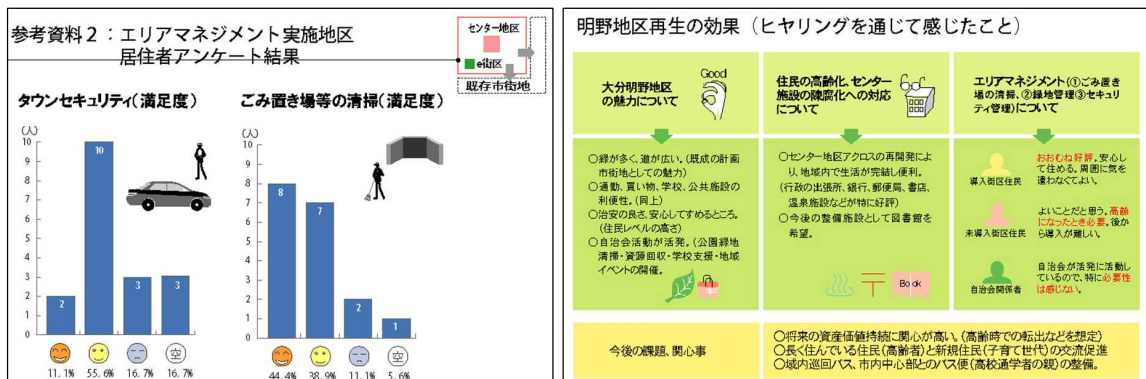 参考資料２：エリアマネジメント実施地区
居住者アンケート結果
センター地区
e街区
既存市街地
タウンセキュリティ(満足度)
(人)
10
9
8
7
6
5
4
3
2
1
0
2
10
3
3
空
11.1%
55.6%
16.7%
16.7%
ごみ置き場等の清掃(満足度)
(人)
10
9
8
7
6
5
4
3
2
1
0
8
7
2
1
空
44.4%
38.9%
11.1%
5.6%
明野地区再生の効果（ヒヤリングを通じて感じたこと）
大分明野地区
の魅力について
Good
○緑が多く、道が広い。(既成の計画
市街地としての魅力)
○通勤、買い物、学校、公共施設の
利便性。(同上)
○治安の良さ、安心してすめるところ。
(住民レベルの高さ)
○自治会活動が活発。(公園緑地
清掃・資源回収・学校支援・地域
イベントの開催。
住民の高齢化、センター
施設の陳腐化への対応
について
○センター地区アクロスの再開発によ
り、地域内で生活が完結し便利。
(行政の出張所、銀行、郵便局、書店、
温泉施設などが特に好評)
○今後の整備施設として図書館を
希望。
Book
エリアマネジメント(①ごみ置き
場の清掃、②緑地管理③セキュリ
ティ管理)について
導入街区住民
おおむね好評。安心し
て住める。周囲に気を
遣わなくてよい。
未導入街区住民
よいことだと思う。高齢
になったとき必要。後か
ら導入が難しい。
自治会関係者
自治会が活発に活動し
ているので、特に必要性
は感じない。
今後の課題、関心事
○将来の資産価値持続に関心が高い。(高齢時での転出などを想定)
○長く住んでいる住民(高齢者)と新規住民(子育て世代)の交流促進
○域内巡回バス、市内中心部とのバス便(高校通学者の親)の整備。